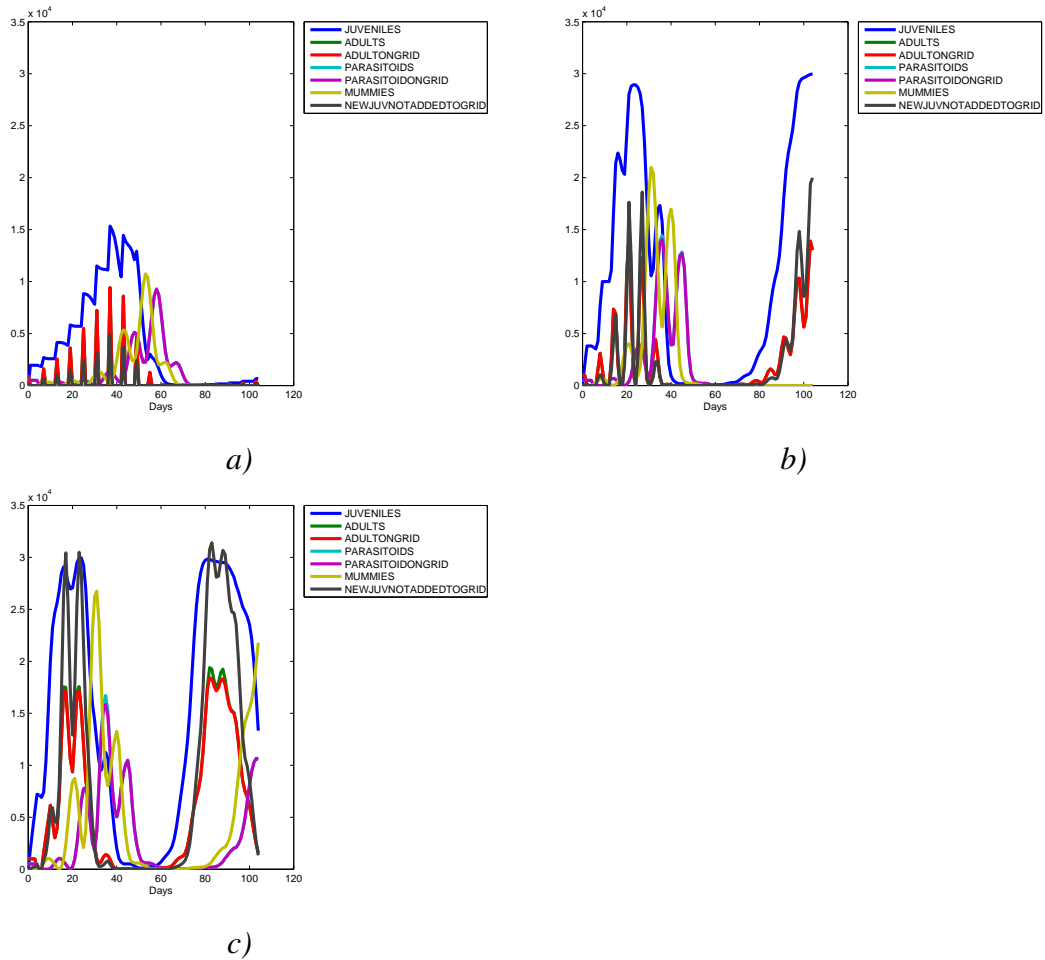 x 10^4
3.5
3
2.5
2
1.5
1
0.5
0
0 20 40 60 80 100 120
Days
JUVENILES
ADULTS
ADULTONGRID
PARASITOIDS
PARASITOIDONGRID
MUMMIES
NEWJUVNOTADDEDTOGRID
a)
x 10^4
3.5
3
2.5
2
1.5
1
0.5
0
0 20 40 60 80 100 120
Days
JUVENILES
ADULTS
ADULTONGRID
PARASITOIDS
PARASITOIDONGRID
MUMMIES
NEWJUVNOTADDEDTOGRID
b)
x 10^4
3.5
3
2.5
2
1.5
1
0.5
0
0 20 40 60 80 100 120
Days
JUVENILES
ADULTS
ADULTONGRID
PARASITOIDS
PARASITOIDONGRID
MUMMIES
NEWJUVNOTADDEDTOGRID
c)